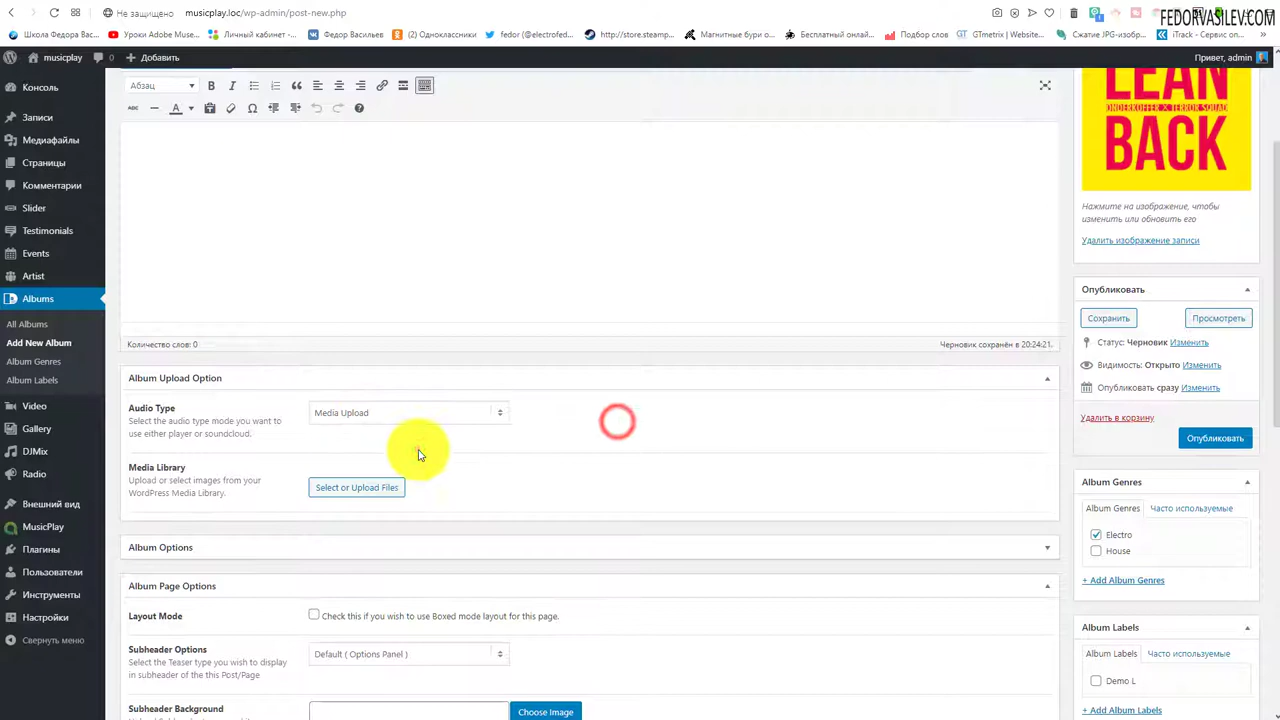 Не защищено musicplay.loc/wp-admin/post-new.php
FEDORVASILEV.COM
Школа Федора Вас... Уроки Adobe Muse... Личный кабинет -... Федор Васильев (2) Одноклассники fedor (@electrofed... http://store.steamp... Магнитные бури о... Бесплатный онлай... Подбор слов GTmetrix | Website... Сжатие JPG-изобр... iTrack - Сервис оп...
musicplay 0 Добавить Привет, admin
Консоль
Записи
Медиафайлы
Страницы
Комментарии
Slider
Testimonials
Events
Artist
Albums
All Albums
Add New Album
Album Genres
Album Labels
Video
Gallery
DJMix
Radio
Внешний вид
MusicPlay
Плагины
Пользователи
Инструменты
Настройки
Свернуть меню
Абзац
Количество слов: 0 Черновик сохранён в 20:24:21.
Album Upload Option
Audio Type
Select the audio type mode you want to
use either player or soundcloud.
Media Upload
Media Library
Upload or select images from your
WordPress Media Library.
Select or Upload Files
Album Options
Album Page Options
Layout Mode
Check this if you wish to use Boxed mode layout for this page.
Subheader Options
Select the Teaser type you wish to display
in subheader of the this Post/Page
Default ( Options Panel )
Subheader Background
Choose Image
LEAN
ONDERKOFFER X TERROR SQUAD
BACK
Нажмите на изображение, чтобы
изменить или обновить его
Удалить изображение записи
Опубликовать
Сохранить Просмотреть
Статус: Черновик Изменить
Видимость: Открыто Изменить
Опубликовать сразу Изменить
Удалить в корзину
Опубликовать
Album Genres
Album Genres Часто используемые
Electro
House
+ Add Album Genres
Album Labels
Album Labels Часто используемые
Demo L
+ Add Album Labels